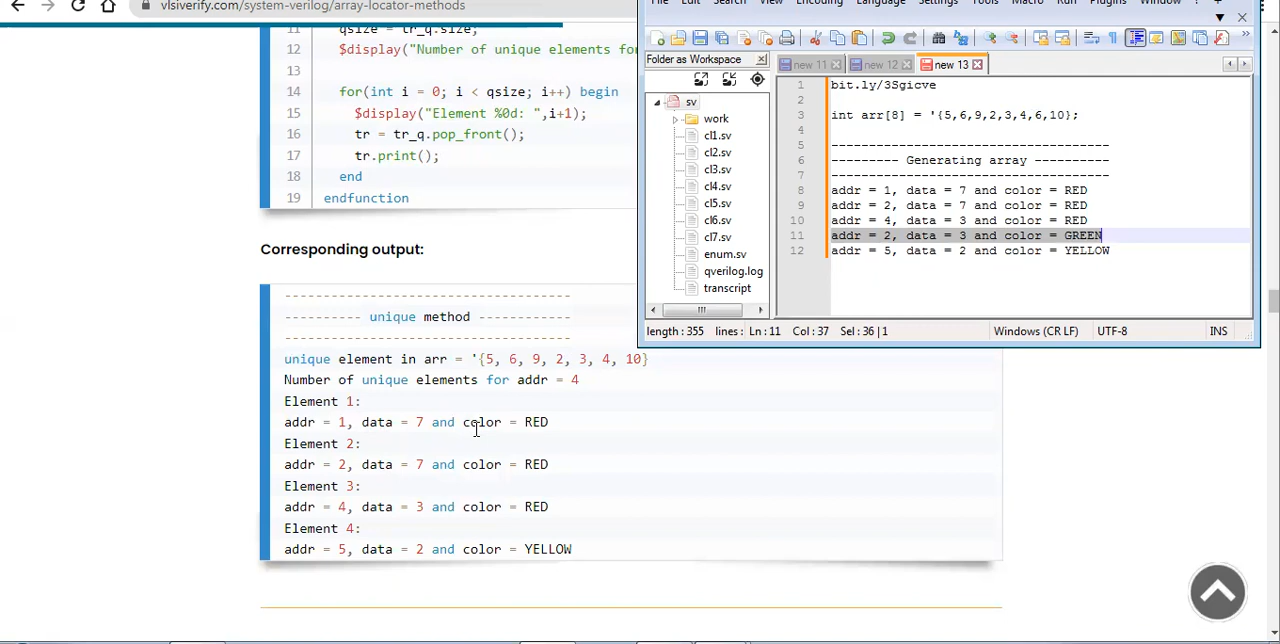 vlsiverify.com/system-verilog/array-locator-methods
File Edit Search View Encoding Language Settings Tools Macro Run Plugins Window ?
11 qsize = tr_q.size;
12 $display("Number of unique elements for
13
14 for(int i = 0; i < qsize; i++) begin
15 $display("Element %0d: ",i+1);
16 tr = tr_q.pop_front();
17 tr.print();
18 end
19 endfunction
Corresponding output:
---------------------------------------
---------- unique method ------------
---------------------------------------
unique element in arr = '{5, 6, 9, 2, 3, 4, 10}
Number of unique elements for addr = 4
Element 1:
addr = 1, data = 7 and color = RED
Element 2:
addr = 2, data = 7 and color = RED
Element 3:
addr = 4, data = 3 and color = RED
Element 4:
addr = 5, data = 2 and color = YELLOW
Folder as Workspace
sv
work
cl1.sv
cl2.sv
cl3.sv
cl4.sv
cl5.sv
cl6.sv
cl7.sv
enum.sv
qverilog.log
transcript
new 11 new 12 new 13
1 bit.ly/3Sgicve
2
3 int arr[8] = '{5,6,9,2,3,4,6,10};
4
5 -------------------------------------
6 --------- Generating array ----------
7 -------------------------------------
8 addr = 1, data = 7 and color = RED
9 addr = 2, data = 7 and color = RED
10 addr = 4, data = 3 and color = RED
11 addr = 2, data = 3 and color = GREEN
12 addr = 5, data = 2 and color = YELLOW
length : 355 lines : Ln : 11 Col : 37 Sel : 36 | 1 Windows (CR LF) UTF-8 INS